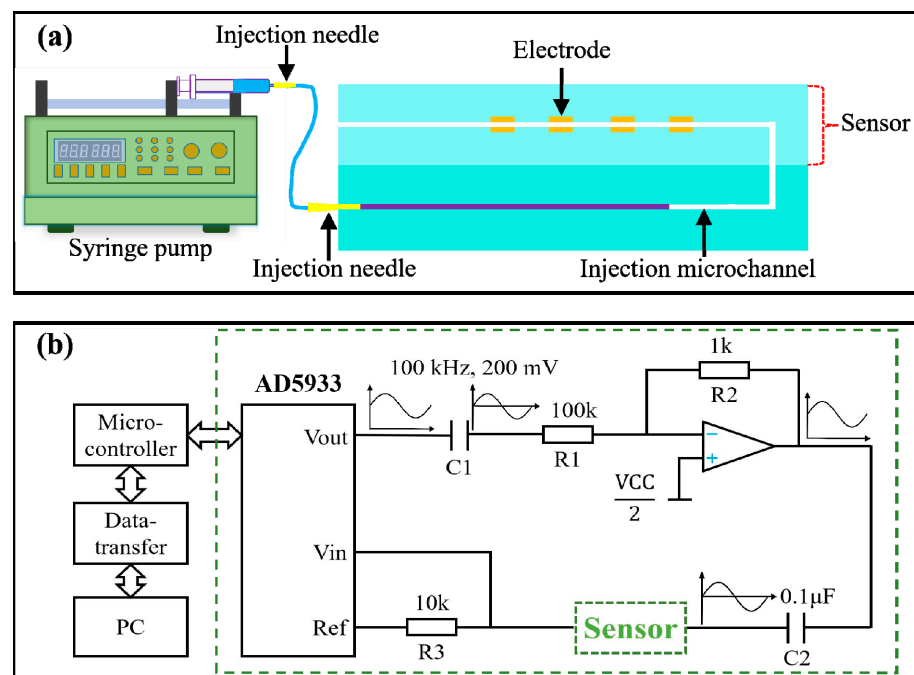 (a)
Injection needle
Electrode
Sensor
Syringe pump
Injection needle
Injection microchannel
(b)
AD5933
100 kHz, 200 mV
1k
R2
Micro-
controller
Vout
C1
100k
R1
−
+
VCC
2
Data-
transfer
Vin
PC
Ref
10k
R3
Sensor
0.1μF
C2